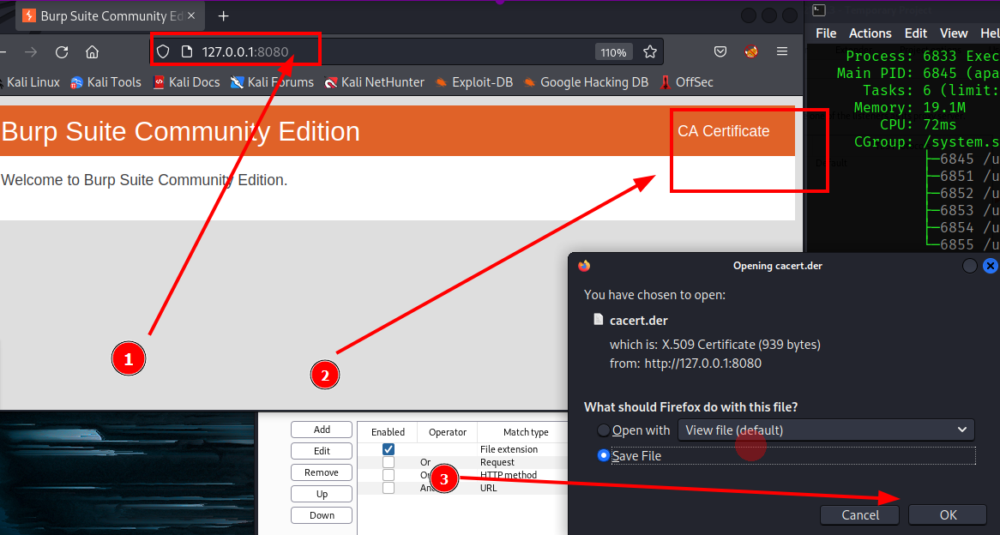 Burp Suite Community Ed
File Actions Edit View Hel
127.0.0.1:8080
110%
Kali Linux Kali Tools Kali Docs Kali Forums Kali NetHunter Exploit-DB Google Hacking DB OffSec
Process: 6833 Exec
Main PID: 6845 (apa
Tasks: 6 (limit:
Memory: 19.1M
CPU: 72ms
CGroup: /system.s
├─6845 /u
├─6851 /u
├─6852 /u
├─6853 /u
├─6854 /u
└─6855 /u
Burp Suite Community Edition
CA Certificate
Welcome to Burp Suite Community Edition.
1
2
3
Opening cacert.der
You have chosen to open:
cacert.der
which is: X.509 Certificate (939 bytes)
from: http://127.0.0.1:8080
What should Firefox do with this file?
Open with View file (default)
Save File
Cancel OK
Add
Edit
Remove
Up
Down
Enabled Operator Match type
File extension
Or Request
HTTP method
URL